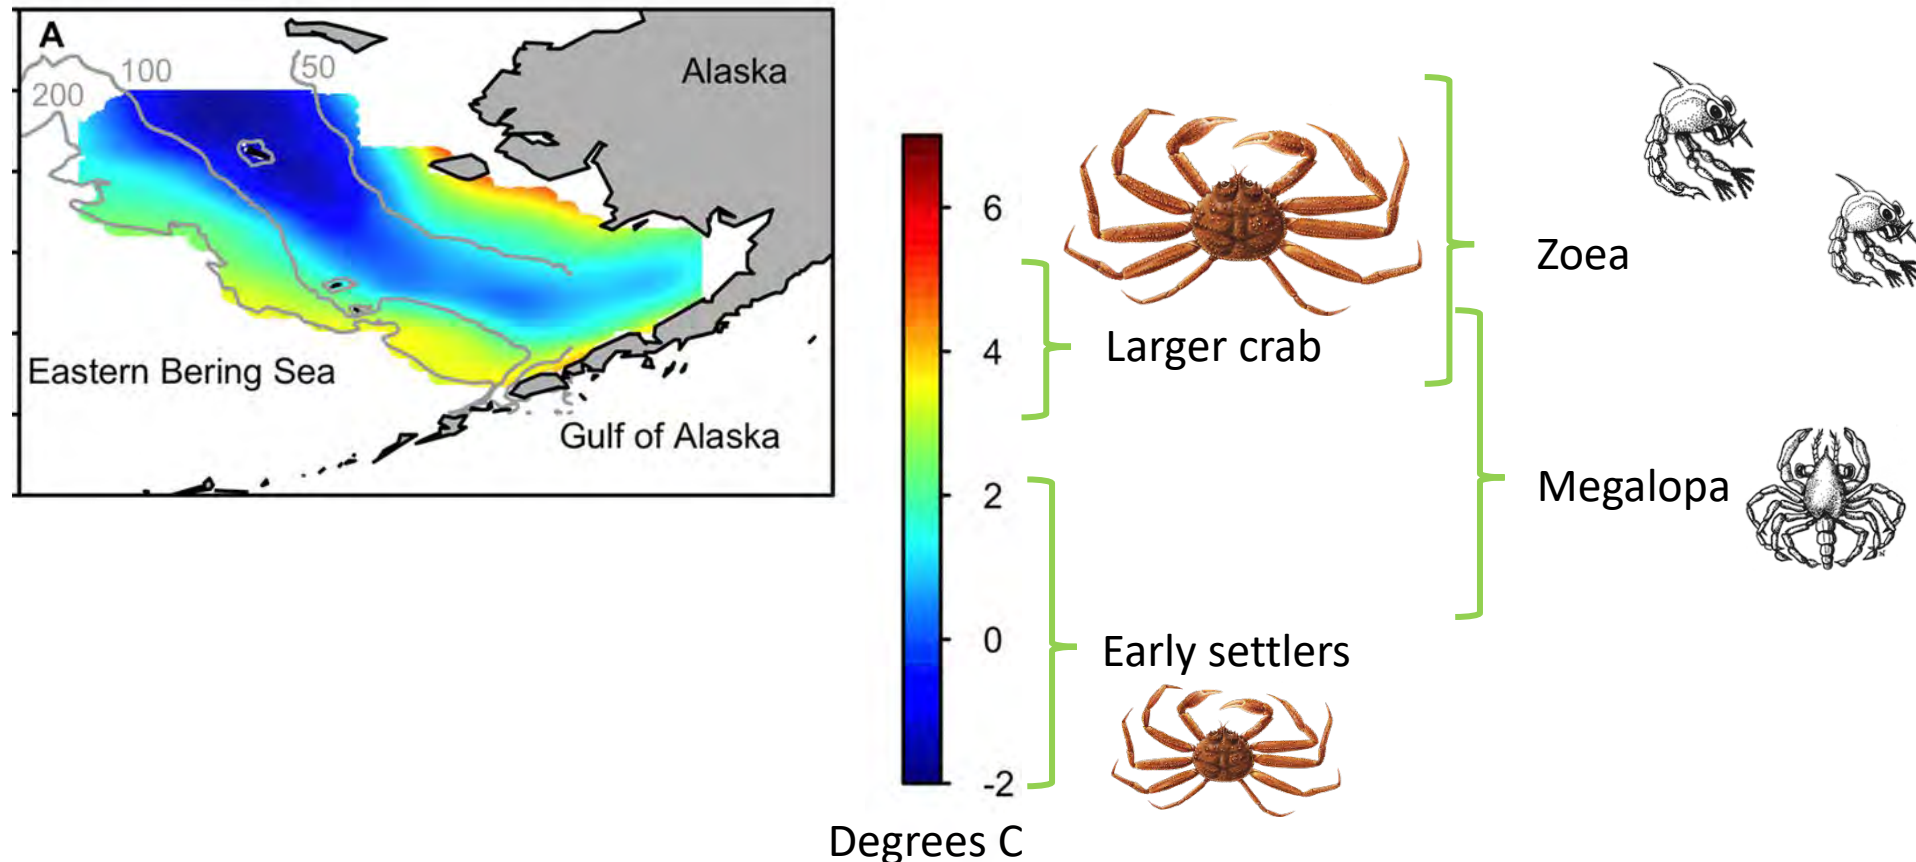 A
100
50
200
Alaska
Eastern Bering Sea
Gulf of Alaska
6
4
2
0
-2
Degrees C
Larger crab
Early settlers
Zoea
Megalopa